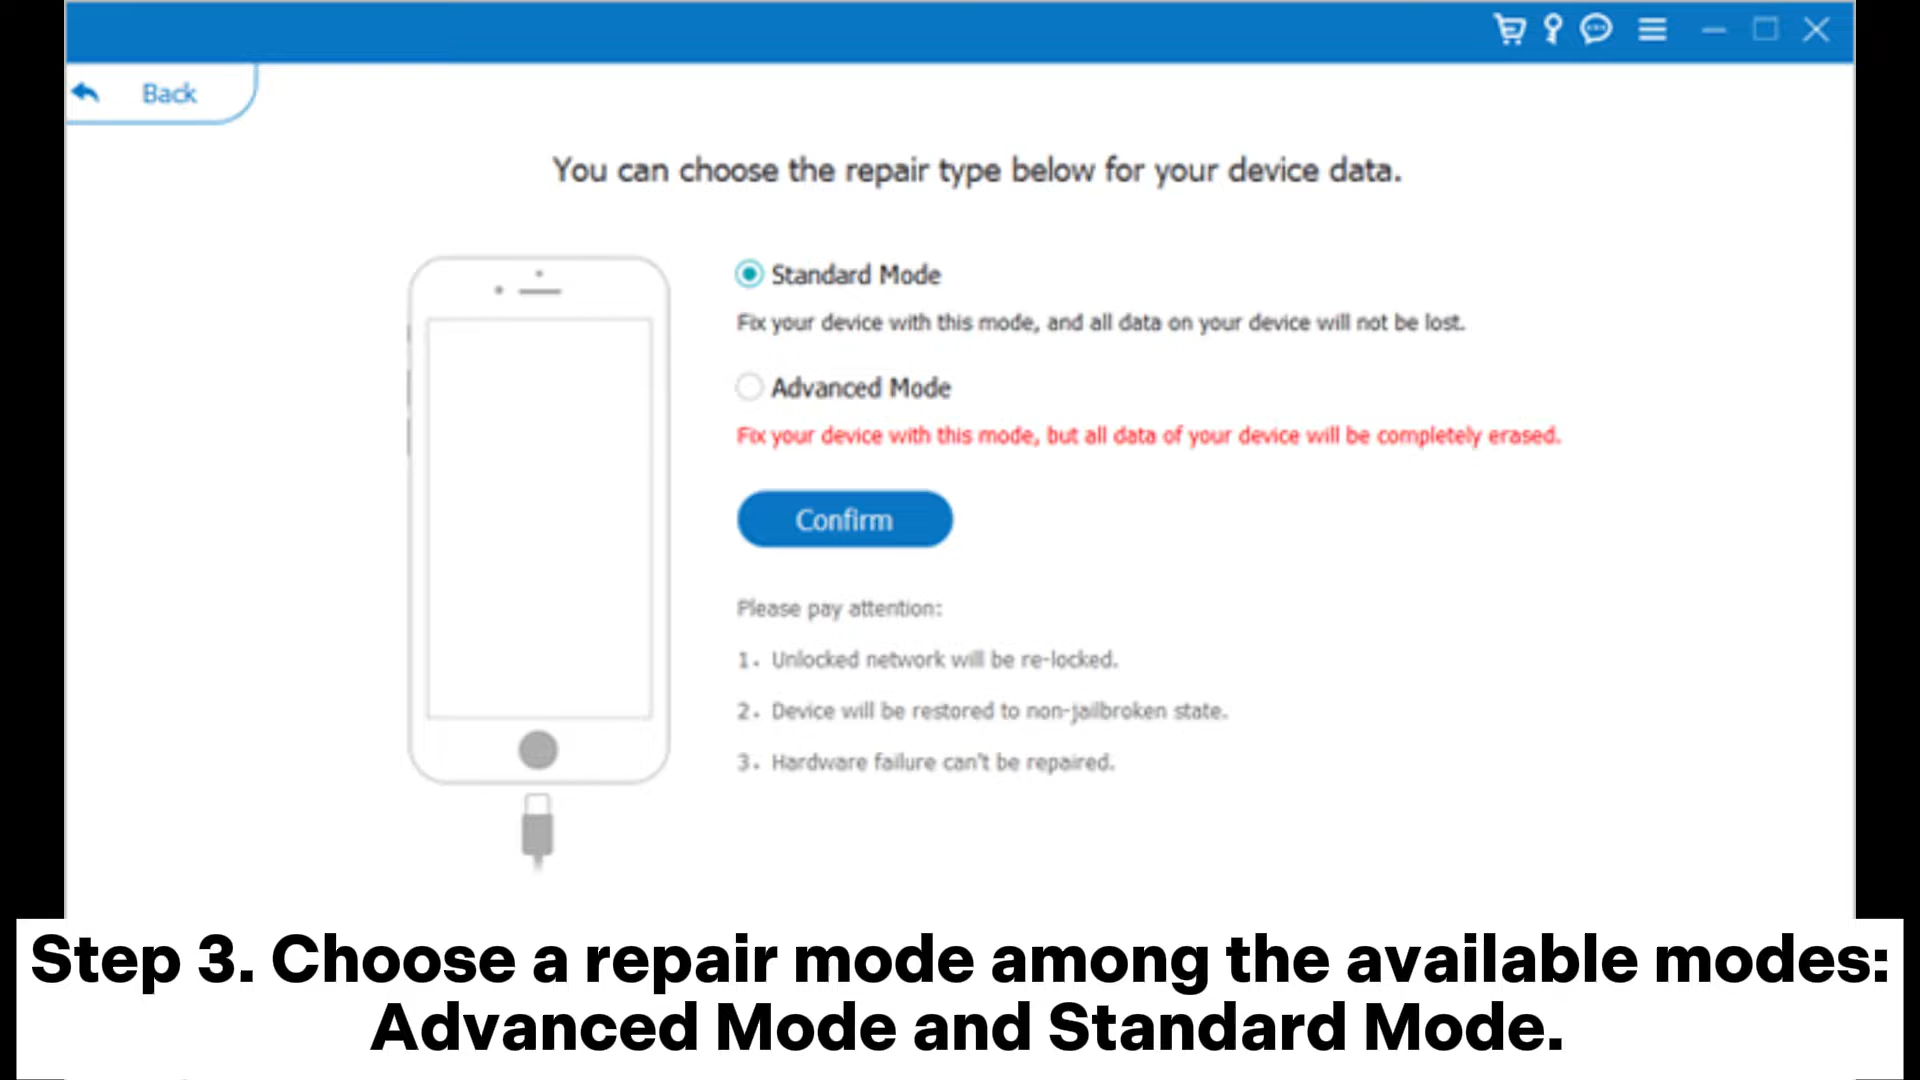 Back
You can choose the repair type below for your device data.
Standard Mode
Fix your device with this mode, and all data on your device will not be lost.
Advanced Mode
Fix your device with this mode, but all data of your device will be completely erased.
Confirm
Please pay attention:
1. Unlocked network will be re-locked.
2. Device will be restored to non-jailbroken state.
3. Hardware failure can't be repaired.
Step 3. Choose a repair mode among the available modes:
Advanced Mode and Standard Mode.